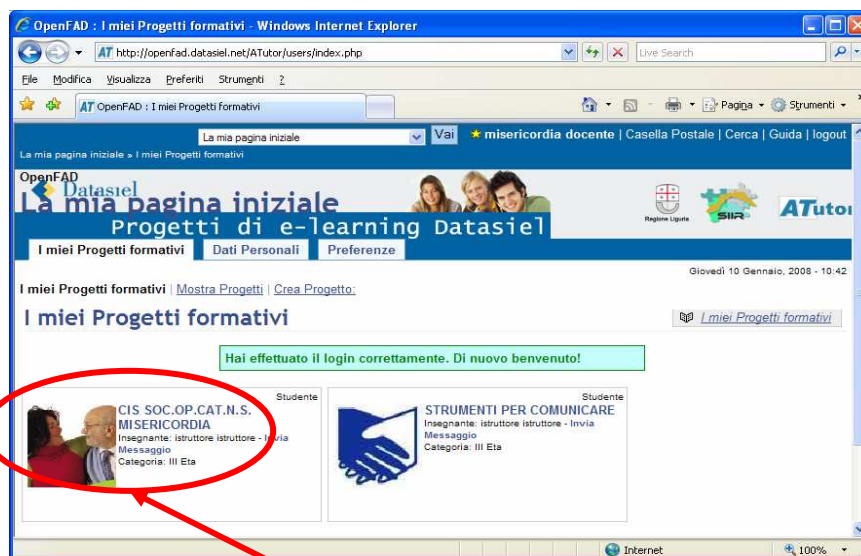 OpenFAD : I miei Progetti formativi - Windows Internet Explorer
AT http://openfad.datasiel.net/ATutor/users/index.php
Live Search
File Modifica Visualizza Preferiti Strumenti ?
AT OpenFAD : I miei Progetti formativi
Pagina Strumenti
La mia pagina iniziale Vai misericordia docente | Casella Postale | Cerca | Guida | logout
La mia pagina iniziale » I miei Progetti formativi
OpenFAD
Datasiel
La mia pagina iniziale
Progetti di e-learning Datasiel
Regione Liguria SIIR ATutor
I miei Progetti formativi Dati Personali Preferenze
Giovedì 10 Gennaio, 2008 - 10:42
I miei Progetti formativi | Mostra Progetti | Crea Progetto:
I miei Progetti formativi
I miei Progetti formativi
Hai effettuato il login correttamente. Di nuovo benvenuto!
Studente
CIS SOC.OP.CAT.N.S.
MISERICORDIA
Insegnante: istruttore istruttore - Invia
Messaggio
Categoria: III Eta
Studente
STRUMENTI PER COMUNICARE
Insegnante: istruttore istruttore - Invia
Messaggio
Categoria: III Eta
Internet 100%